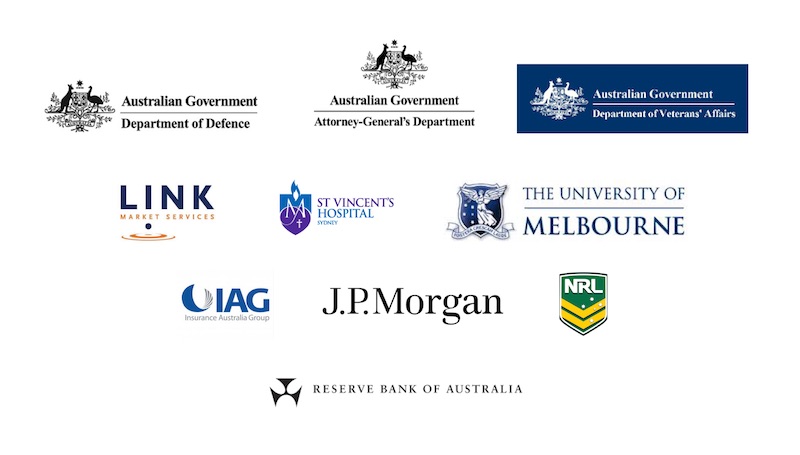 Australian Government
Department of Defence
Australian Government
Attorney-General's Department
Australian Government
Department of Veterans' Affairs
LINK
MARKET SERVICES
ST VINCENT'S
HOSPITAL
SYDNEY
THE UNIVERSITY OF
MELBOURNE
IAG
Insurance Australia Group
J.P.Morgan
NRL
RESERVE BANK OF AUSTRALIA